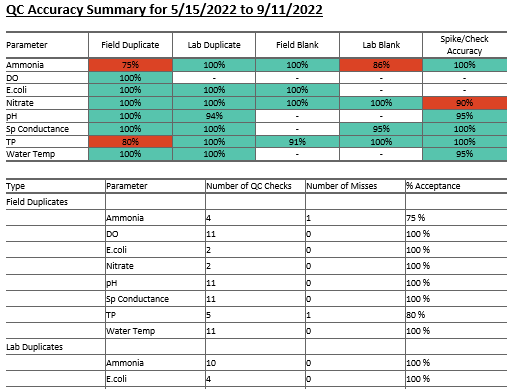 QC Accuracy Summary for 5/15/2022 to 9/11/2022
Parameter Field Duplicate Lab Duplicate Field Blank Lab Blank Spike/Check Accuracy
Ammonia 75% 100% 100% 86% 100%
DO 100% - - - -
E.coli 100% 100% 100% - -
Nitrate 100% 100% 100% 100% 90%
pH 100% 94% - - 95%
Sp Conductance 100% 100% - 95% 100%
TP 80% 100% 91% 100% 100%
Water Temp 100% 100% - - 95%
Type Parameter Number of QC Checks Number of Misses % Acceptance
Field Duplicates
Ammonia 4 1 75 %
DO 11 0 100 %
E.coli 2 0 100 %
Nitrate 2 0 100 %
pH 11 0 100 %
Sp Conductance 11 0 100 %
TP 5 1 80 %
Water Temp 11 0 100 %
Lab Duplicates
Ammonia 10 0 100 %
E.coli 4 0 100 %